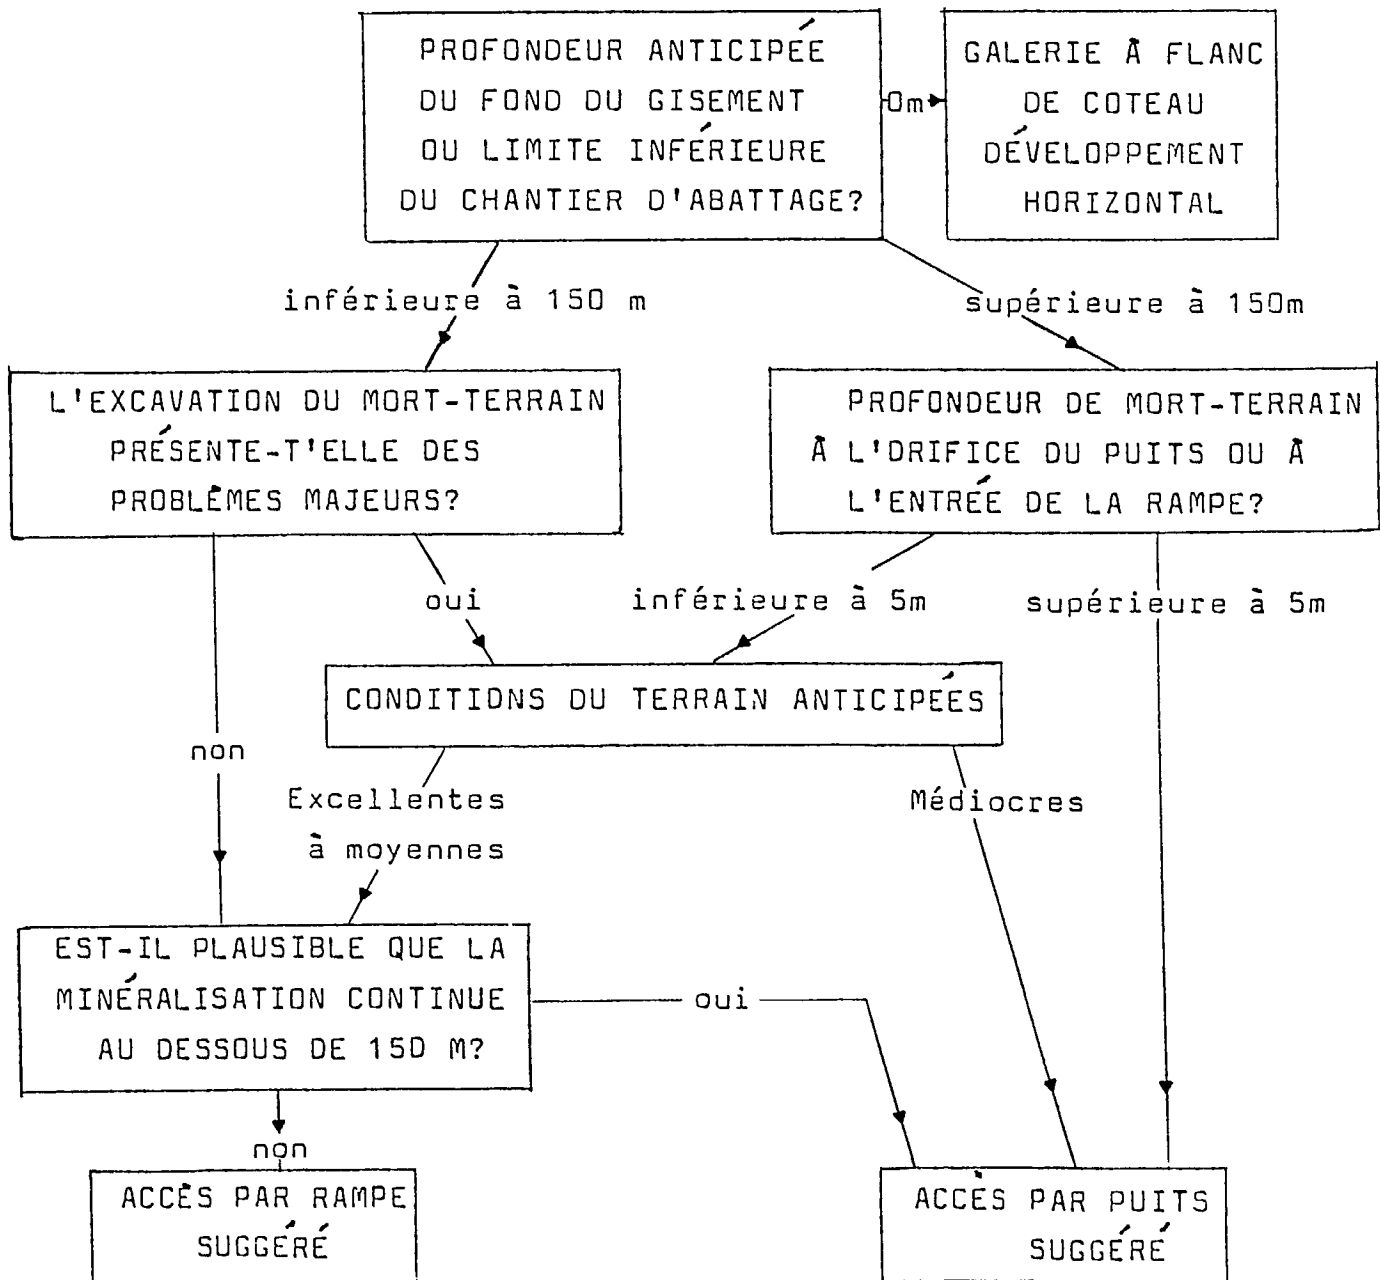 PROFONDEUR ANTICIPÉE
DU FOND DU GISEMENT
OU LIMITE INFÉRIEURE
DU CHANTIER D'ABATTAGE?
0m
GALERIE À FLANC
DE COTEAU
DÉVELOPPEMENT
HORIZONTAL
inférieure à 150 m
supérieure à 150m
L'EXCAVATION DU MORT-TERRAIN
PRÉSENTE-T'ELLE DES
PROBLÈMES MAJEURS?
PROFONDEUR DE MORT-TERRAIN
À L'ORIFICE DU PUITS OU À
L'ENTRÉE DE LA RAMPE?
oui
inférieure à 5m
supérieure à 5m
CONDITIONS DU TERRAIN ANTICIPÉES
non
Excellentes
à moyennes
Médiocres
EST-IL PLAUSIBLE QUE LA
MINÉRALISATION CONTINUE
AU DESSOUS DE 150 M?
oui
non
ACCÈS PAR RAMPE
SUGGÉRÉ
ACCÈS PAR PUITS
SUGGÉRÉ